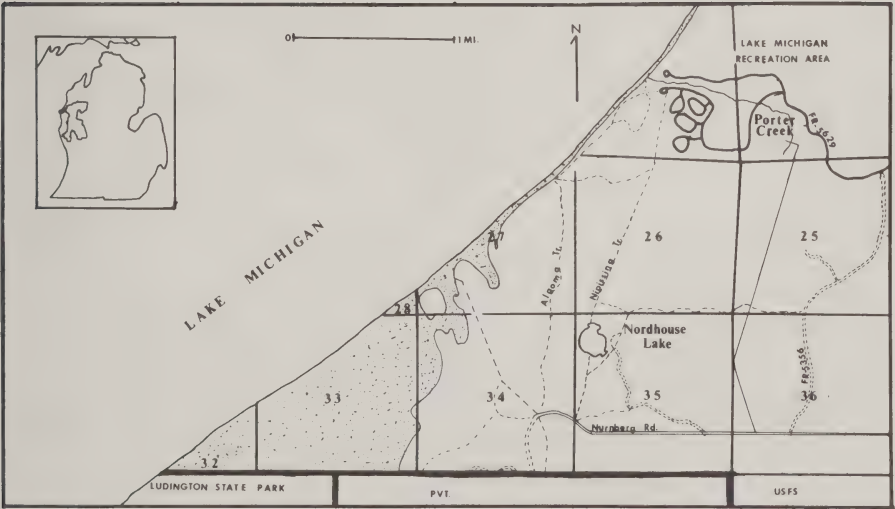 0 1 MI.
N
LAKE MICHIGAN
RECREATION AREA
Porter
Creek
FR-5629
LAKE MICHIGAN
27
26
25
Algoma Tr.
Nipissing Tr.
28
Nordhouse
Lake
33
34
35
36
FR-5356
Nurnburg Rd.
32
LUDINGTON STATE PARK
PVT.
USFS